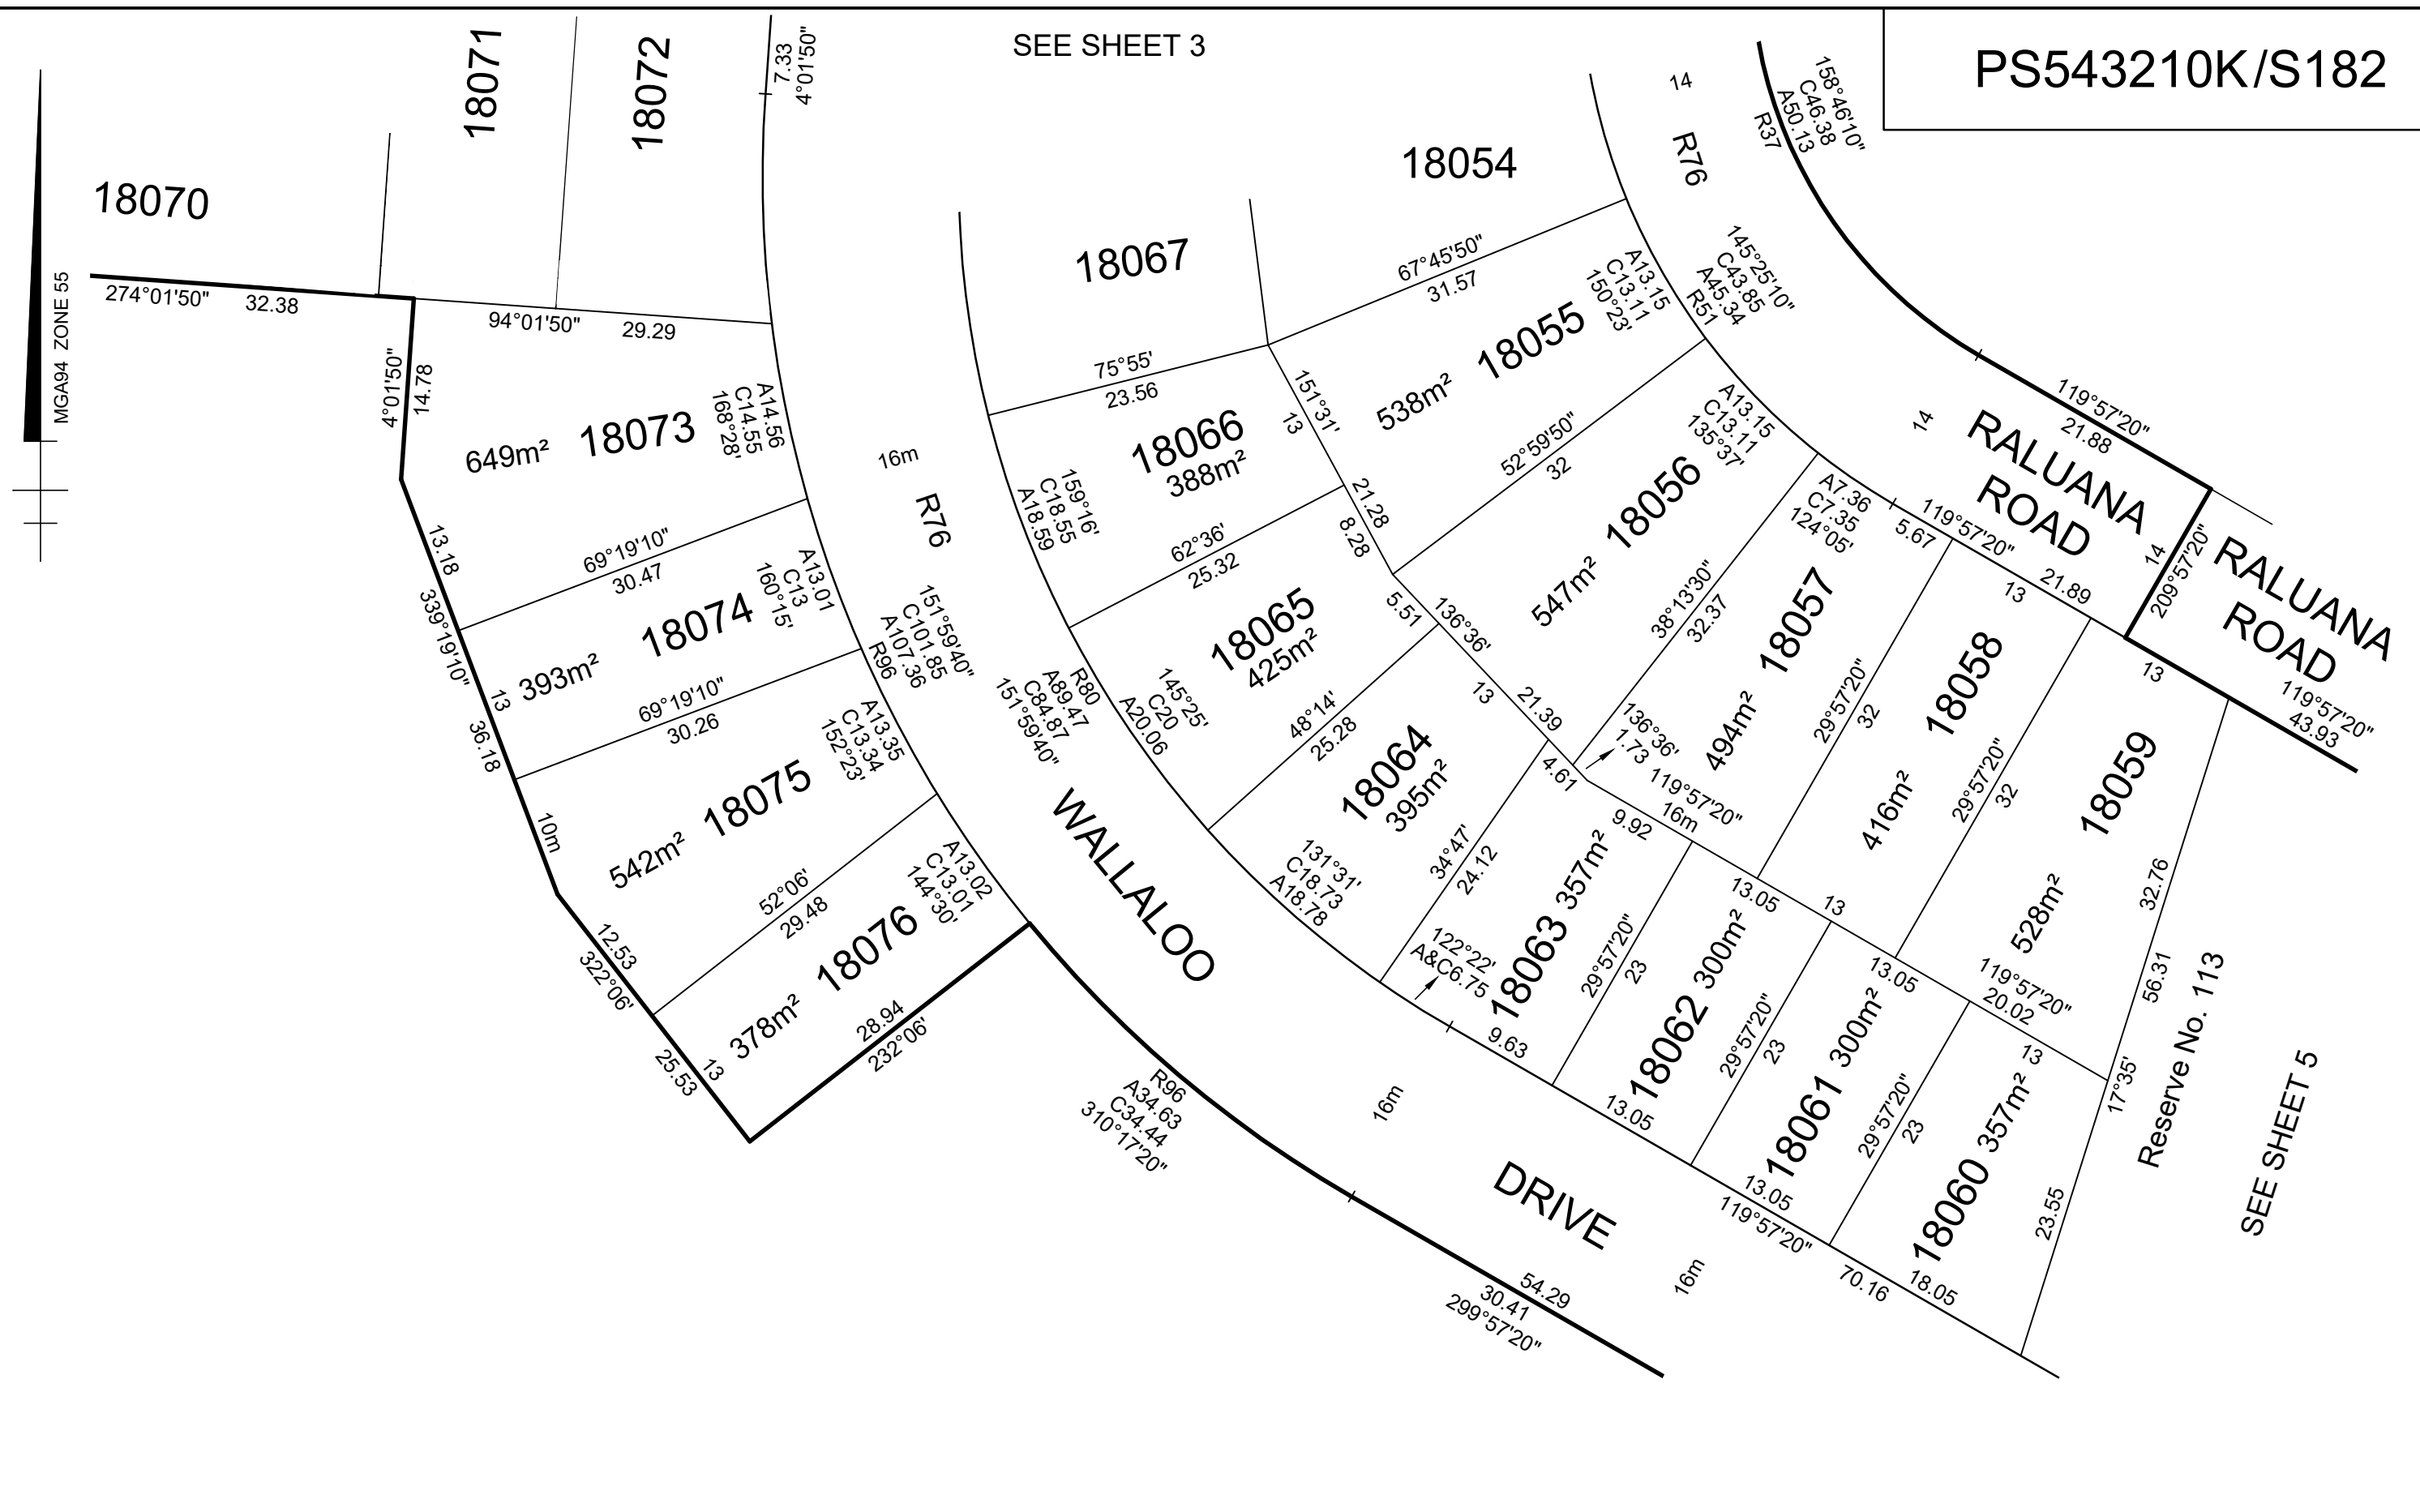 SEE SHEET 3
PS543210K/S182
MGA94 ZONE 55
18070
18071
18072
7.33
4°01'50"
274°01'50"
32.38
94°01'50"
29.29
4°01'50"
14.78
649m²
18073
A14.56
C14.55
168°28'
13.18
339°19'10"
13
36.18
10m
69°19'10"
30.47
393m²
18074
A13.01
C13
160°15'
69°19'10"
30.26
542m²
18075
A13.35
C13.34
152°23'
52°06'
29.48
12.53
322°06'
25.53
13
378m²
18076
A13.02
C13.01
144°30'
28.94
232°06'
16m
R76
151°59'40"
C101.85
A107.36
R96
R80
A89.47
C84.87
151°59'40"
WALLALOO
DRIVE
R96
A34.63
C34.44
310°17'20"
16m
16m
54.29
30.41
299°57'20"
18067
75°55'
23.56
18066
388m²
159°16'
C18.55
A18.59
151°31'
13
21.28
8.28
62°36'
25.32
18065
425m²
145°25'
C20
A20.06
5.51
136°36'
13
21.39
48°14'
25.28
18064
395m²
131°31'
C18.73
A18.78
4.61
34°47'
24.12
18063 357m²
122°22'
A&C6.75
9.92
9.63
29°57'20"
23
18062 300m²
13.05
13.05
29°57'20"
23
18061 300m²
13.05
13.05
29°57'20"
23
18060 357m²
13
18.05
119°57'20"
70.16
23.55
18054
67°45'50"
31.57
538m²
18055
A13.15
C13.11
150°23'
52°59'50"
32
547m²
18056
A13.15
C13.11
135°37'
38°13'30"
32.37
136°36'
1.73
119°57'20"
16m
494m²
18057
A7.36
C7.35
124°05'
5.67
119°57'20"
21.89
29°57'20"
32
416m²
18058
13
13
29°57'20"
32
528m²
18059
13
119°57'20"
20.02
32.76
56.31
17°35'
Reserve No. 113
SEE SHEET 5
14
R76
145°25'10"
C43.85
A45.34
R51
158°46'10"
C46.38
A50.13
R37
14
RALUANA
ROAD
119°57'20"
21.88
14
209°57'20"
RALUANA
ROAD
119°57'20"
43.93